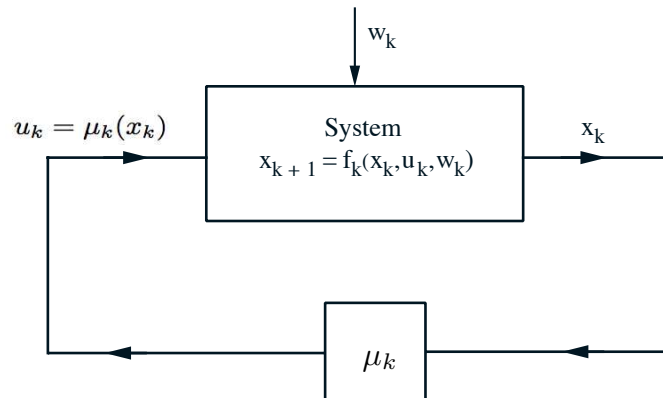 w_k
u_k = μ_k(x_k)
System
x_k
x_{k + 1} = f_k(x_k,u_k,w_k)
μ_k